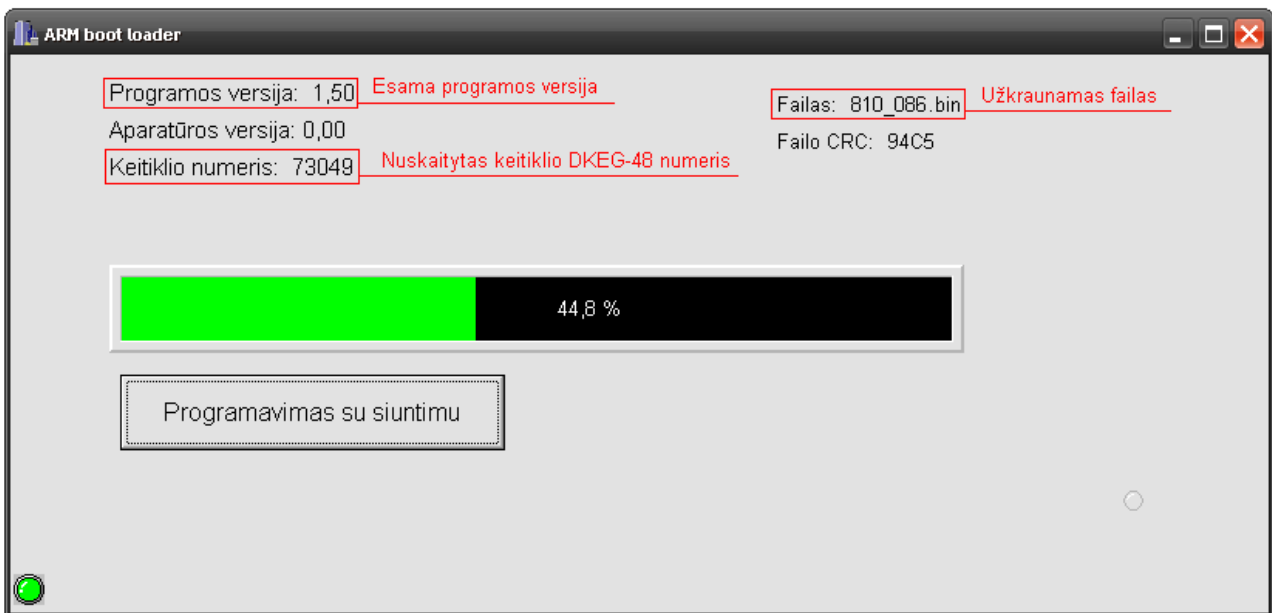 ARM boot loader
Programos versija: 1,50
Esama programos versija
Aparatūros versija: 0,00
Keitiklio numeris: 73049
Nuskaitytas keitiklio DKEG-48 numeris
Failas: 810_086.bin
Užkraunamas failas
Failo CRC: 94C5
44,8 %
Programavimas su siuntimu